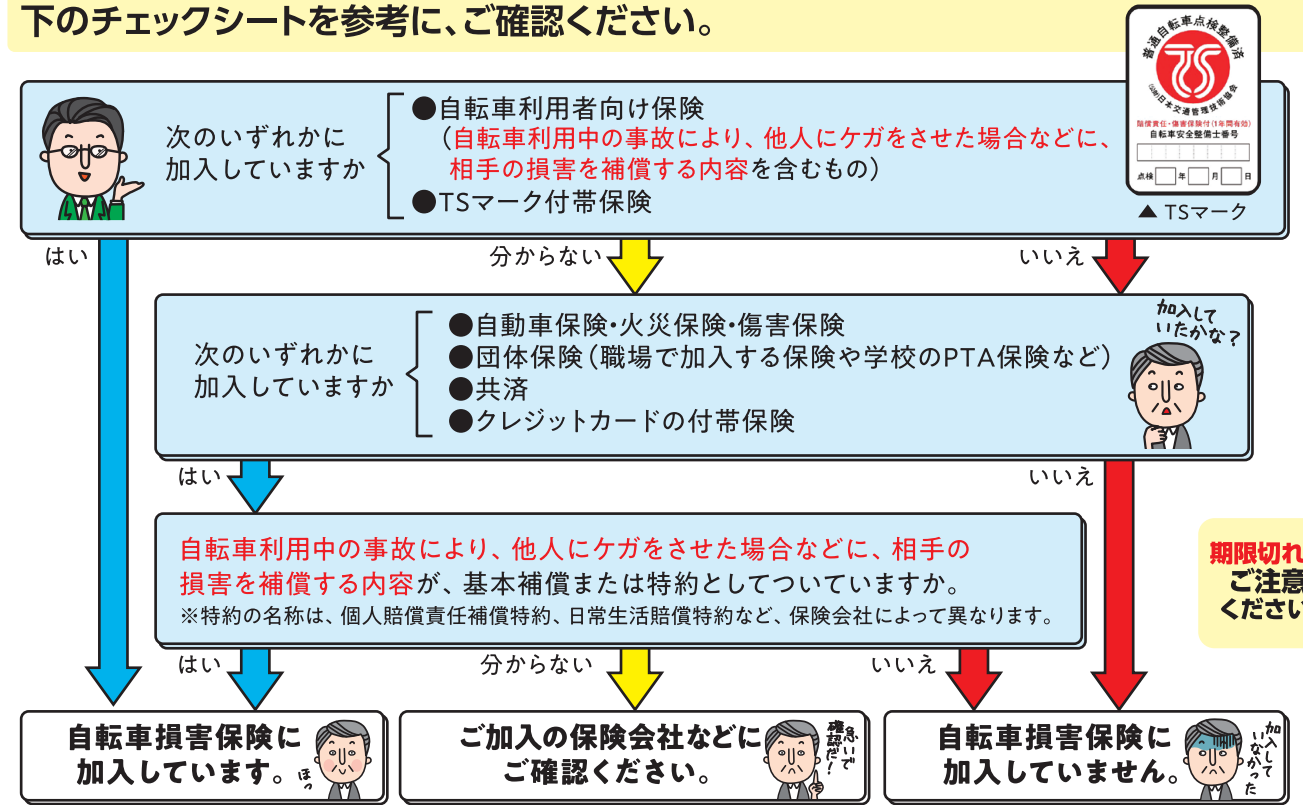 下のチェックシートを参考に、ご確認ください。
普通自転車点検整備済
TS
(公財)日本交通管理技術協会
賠償責任・傷害保険付(1年間有効)
自転車安全整備士番号
点検 年 月 日
▲ TSマーク
次のいずれかに
加入していますか
●自転車利用者向け保険
(自転車利用中の事故により、他人にケガをさせた場合などに、
相手の損害を補償する内容を含むもの)
●TSマーク付帯保険
はい
分からない
いいえ
次のいずれかに
加入していますか
●自動車保険・火災保険・傷害保険
●団体保険(職場で加入する保険や学校のPTA保険など)
●共済
●クレジットカードの付帯保険
加入して
いたかな?
はい
いいえ
自転車利用中の事故により、他人にケガをさせた場合などに、相手の
損害を補償する内容が、基本補償または特約としてついていますか。
※特約の名称は、個人賠償責任補償特約、日常生活賠償特約など、保険会社によって異なります。
期限切れ
ご注意
ください
はい
分からない
いいえ
自転車損害保険に
加入しています。
ほっ
ご加入の保険会社などに
ご確認ください。
急いで
確認だ!
自転車損害保険に
加入していません。
加入して
いなかった